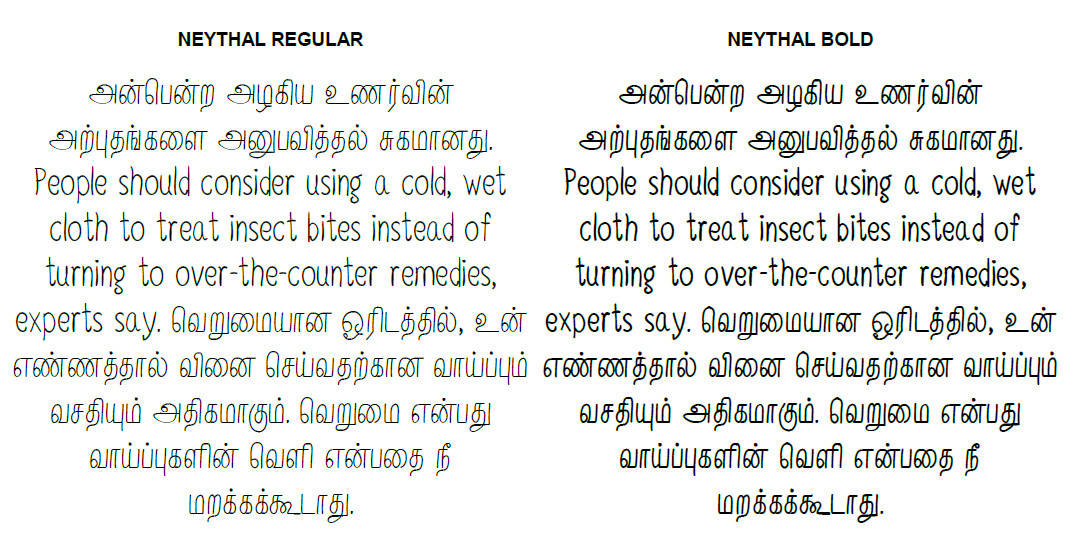 NEYTHAL REGULAR
அன்பென்ற அழகிய உணர்வின்
அற்புதங்களை அனுபவித்தல் சுகமானது.
People should consider using a cold, wet
cloth to treat insect bites instead of
turning to over-the-counter remedies,
experts say. வெறுமையான ஓரிடத்தில், உன்
எண்ணத்தால் வினை செய்வதற்கான வாய்ப்பும்
வசதியும் அதிகமாகும். வெறுமை என்பது
வாய்ப்புகளின் வெளி என்பதை நீ
மறக்கக்கூடாது.
NEYTHAL BOLD
அன்பென்ற அழகிய உணர்வின்
அற்புதங்களை அனுபவித்தல் சுகமானது.
People should consider using a cold, wet
cloth to treat insect bites instead of
turning to over-the-counter remedies,
experts say. வெறுமையான ஓரிடத்தில், உன்
எண்ணத்தால் வினை செய்வதற்கான வாய்ப்பும்
வசதியும் அதிகமாகும். வெறுமை என்பது
வாய்ப்புகளின் வெளி என்பதை நீ
மறக்கக்கூடாது.